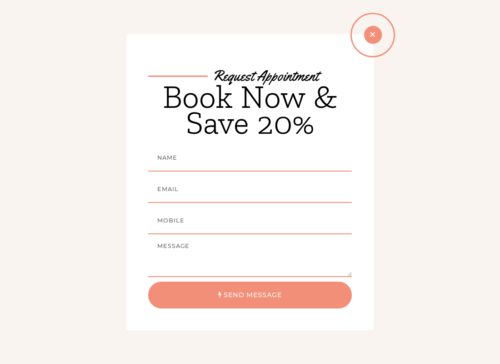 Request Appointment
Book Now &
Save 20%
NAME
EMAIL
MOBILE
MESSAGE
SEND MESSAGE